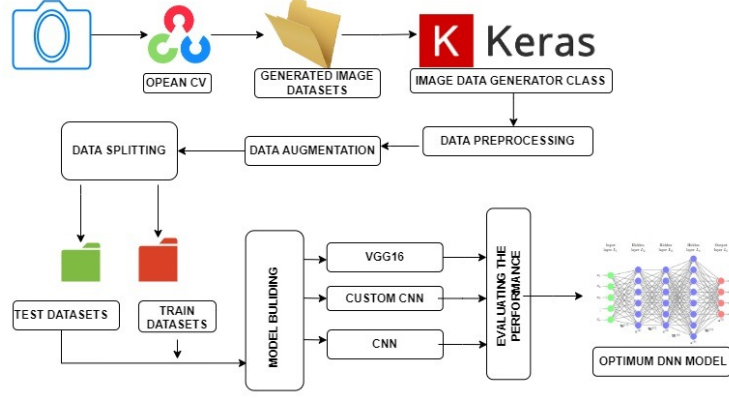 K Keras
OPEAN CV
GENERATED IMAGE
DATASETS
IMAGE DATA GENERATOR CLASS
DATA SPLITTING
DATA AUGMENTATION
DATA PREPROCESSING
TEST DATASETS
TRAIN
DATASETS
MODEL BULIDING
VGG16
CUSTOM CNN
CNN
EVALUATING THE
PERFORMANCE
OPTIMUM DNN MODEL